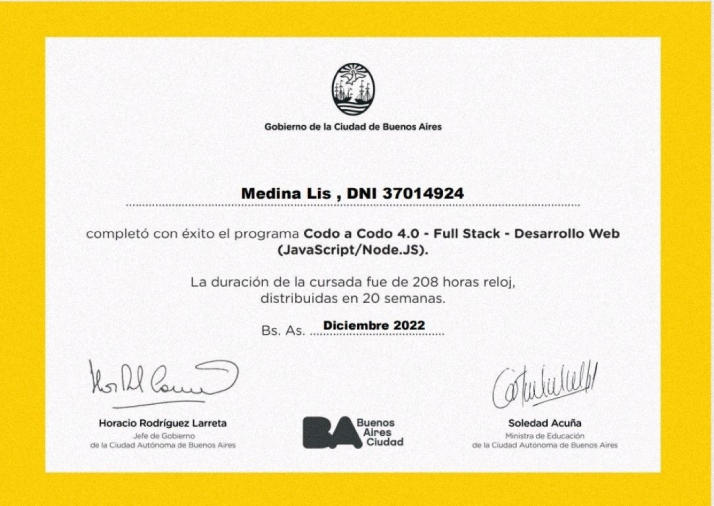 Gobierno de la Ciudad de Buenos Aires
Medina Lis , DNI 37014924
completó con éxito el programa Codo a Codo 4.0 - Full Stack - Desarrollo Web
(JavaScript/Node.JS).
La duración de la cursada fue de 208 horas reloj,
distribuidas en 20 semanas.
Bs. As. Diciembre 2022
Horacio Rodríguez Larreta
Jefe de Gobierno
de la Ciudad Autónoma de Buenos Aires
BA Buenos
Aires
Ciudad
Soledad Acuña
Ministra de Educación
de la Ciudad Autónoma de Buenos Aires